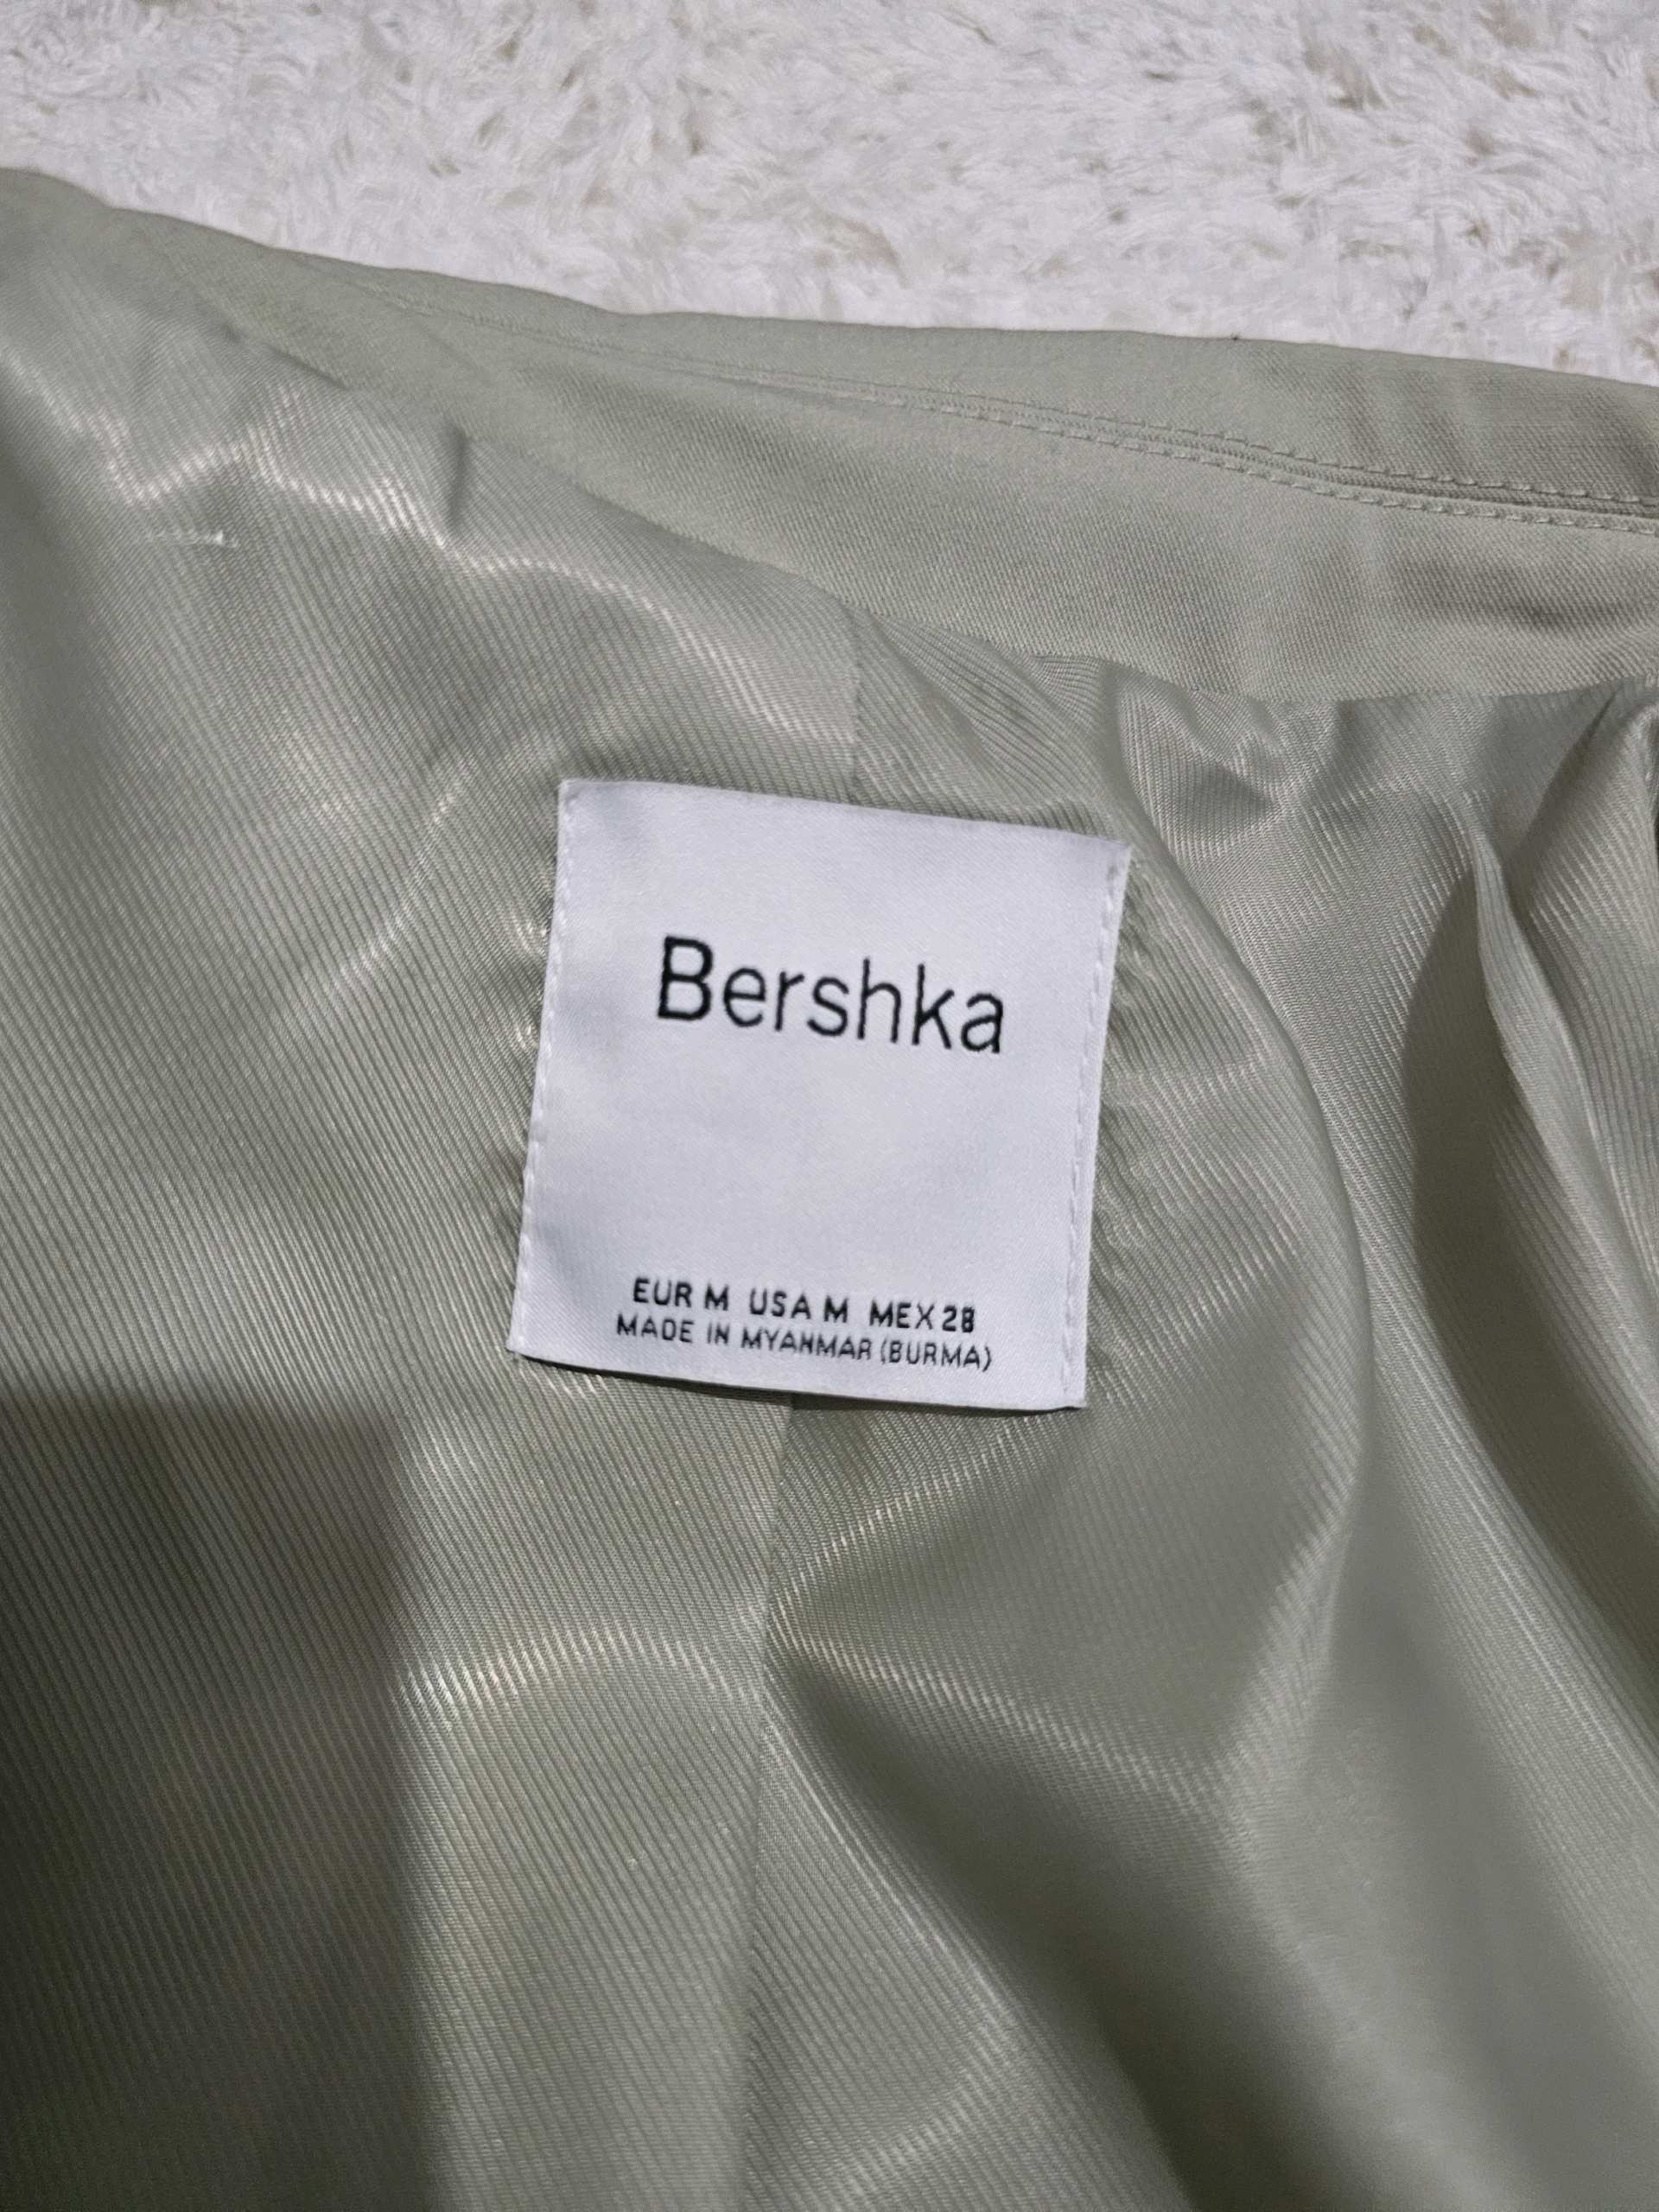 Bershka
EUR M USA M MEX 28
MADE IN MYANMAR (BURMA)